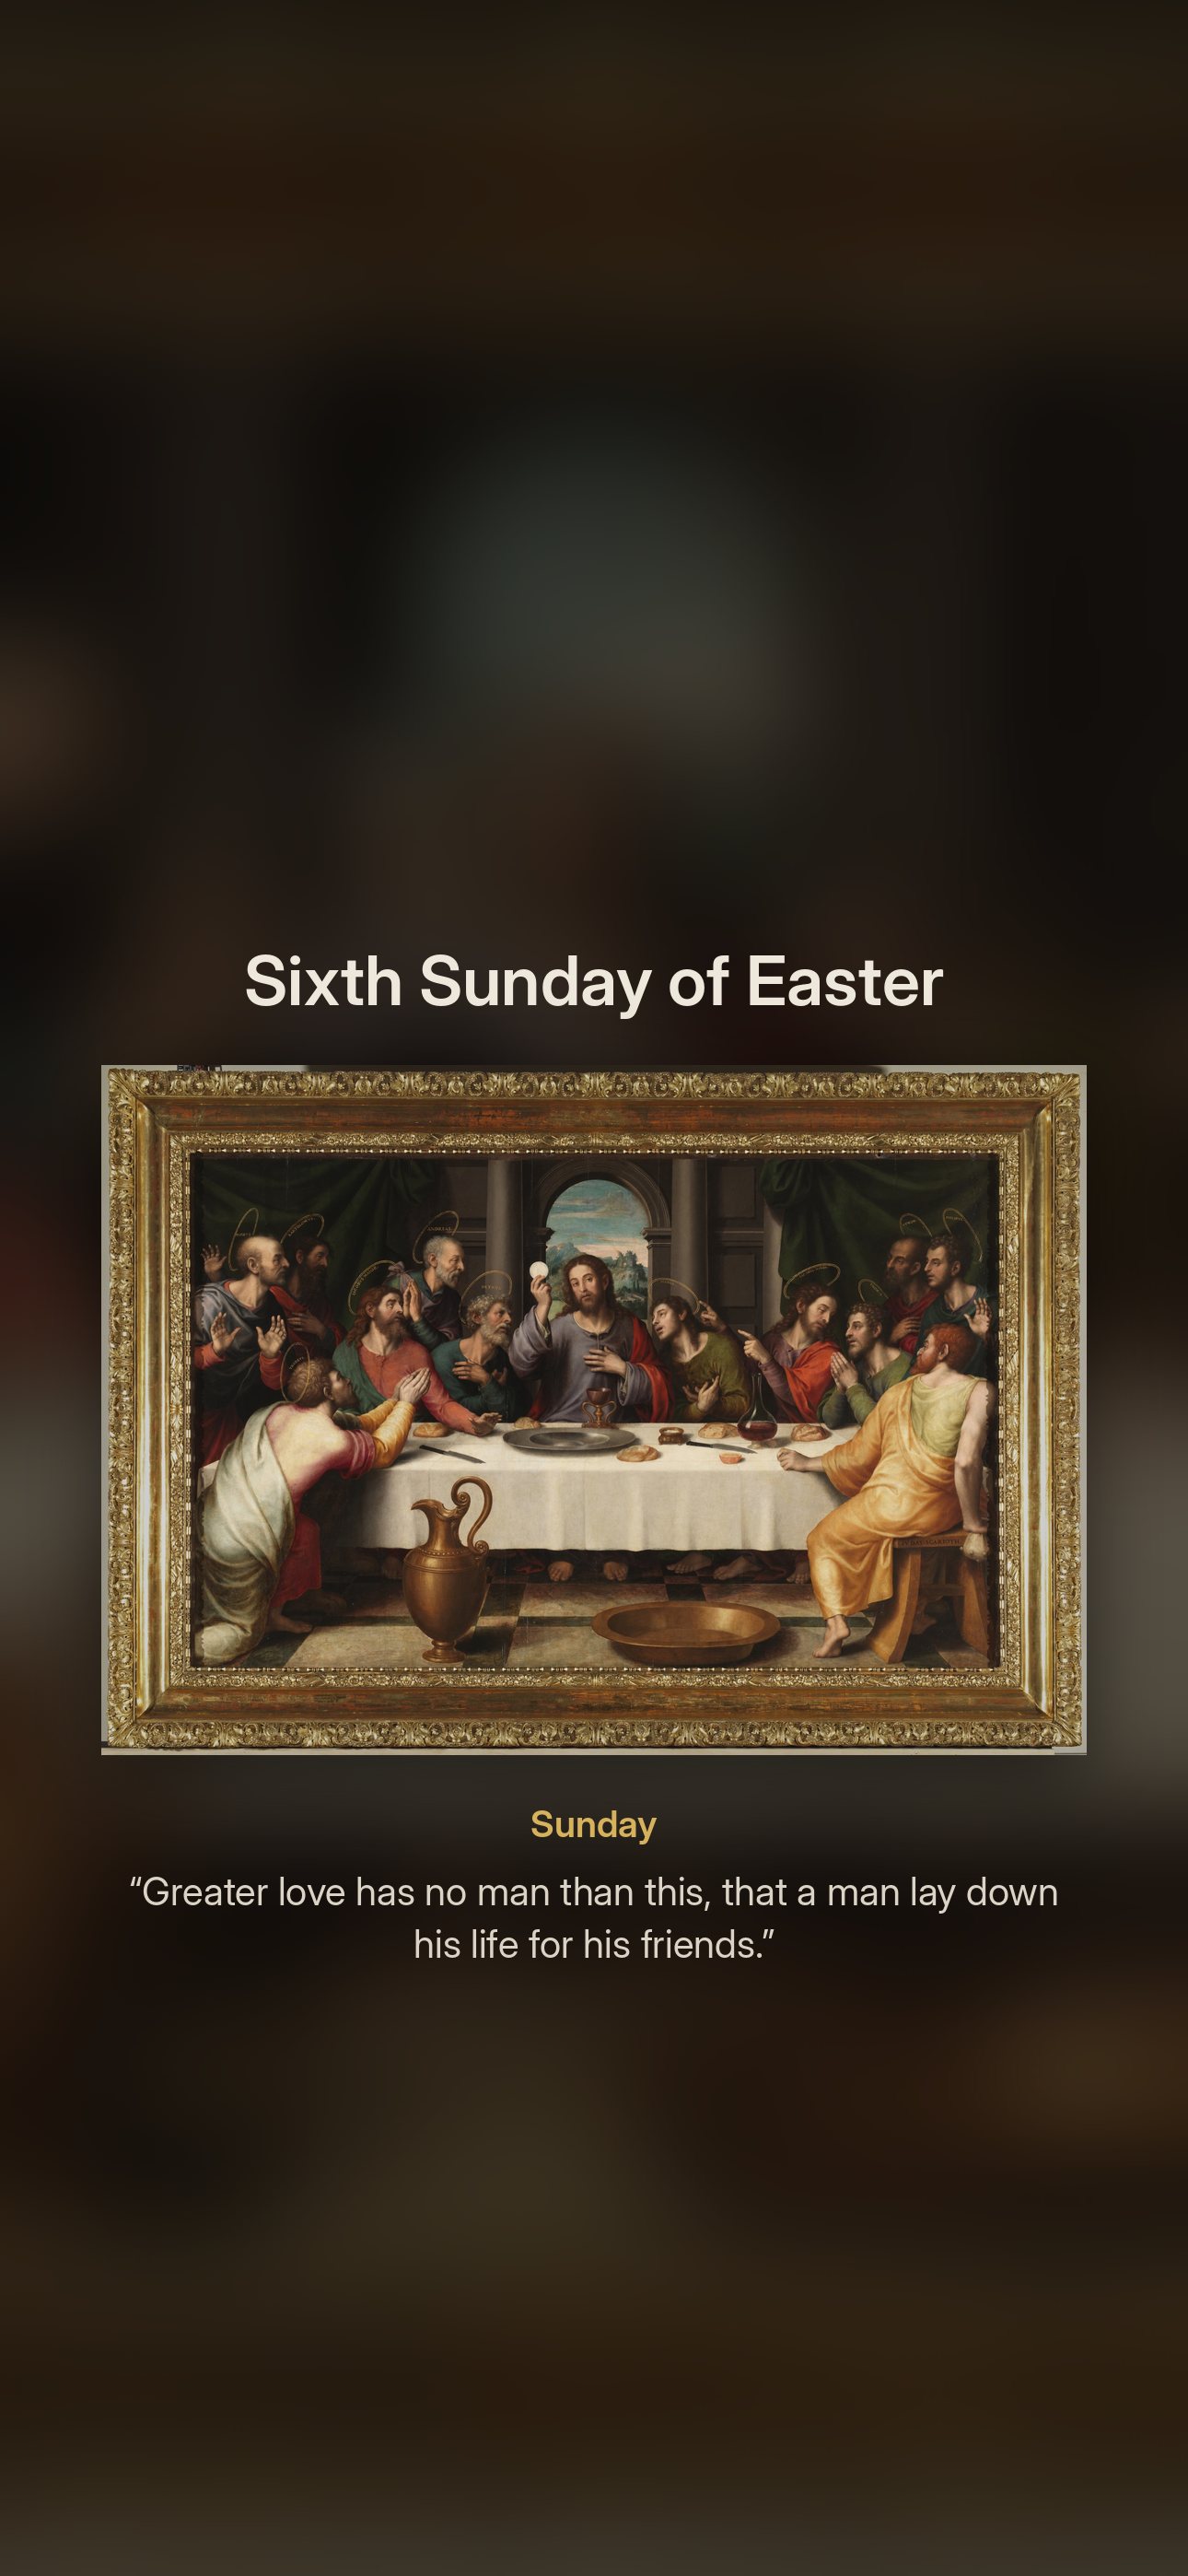 Sixth Sunday of Easter
Sunday
“Greater love has no man than this, that a man lay down
his life for his friends.”